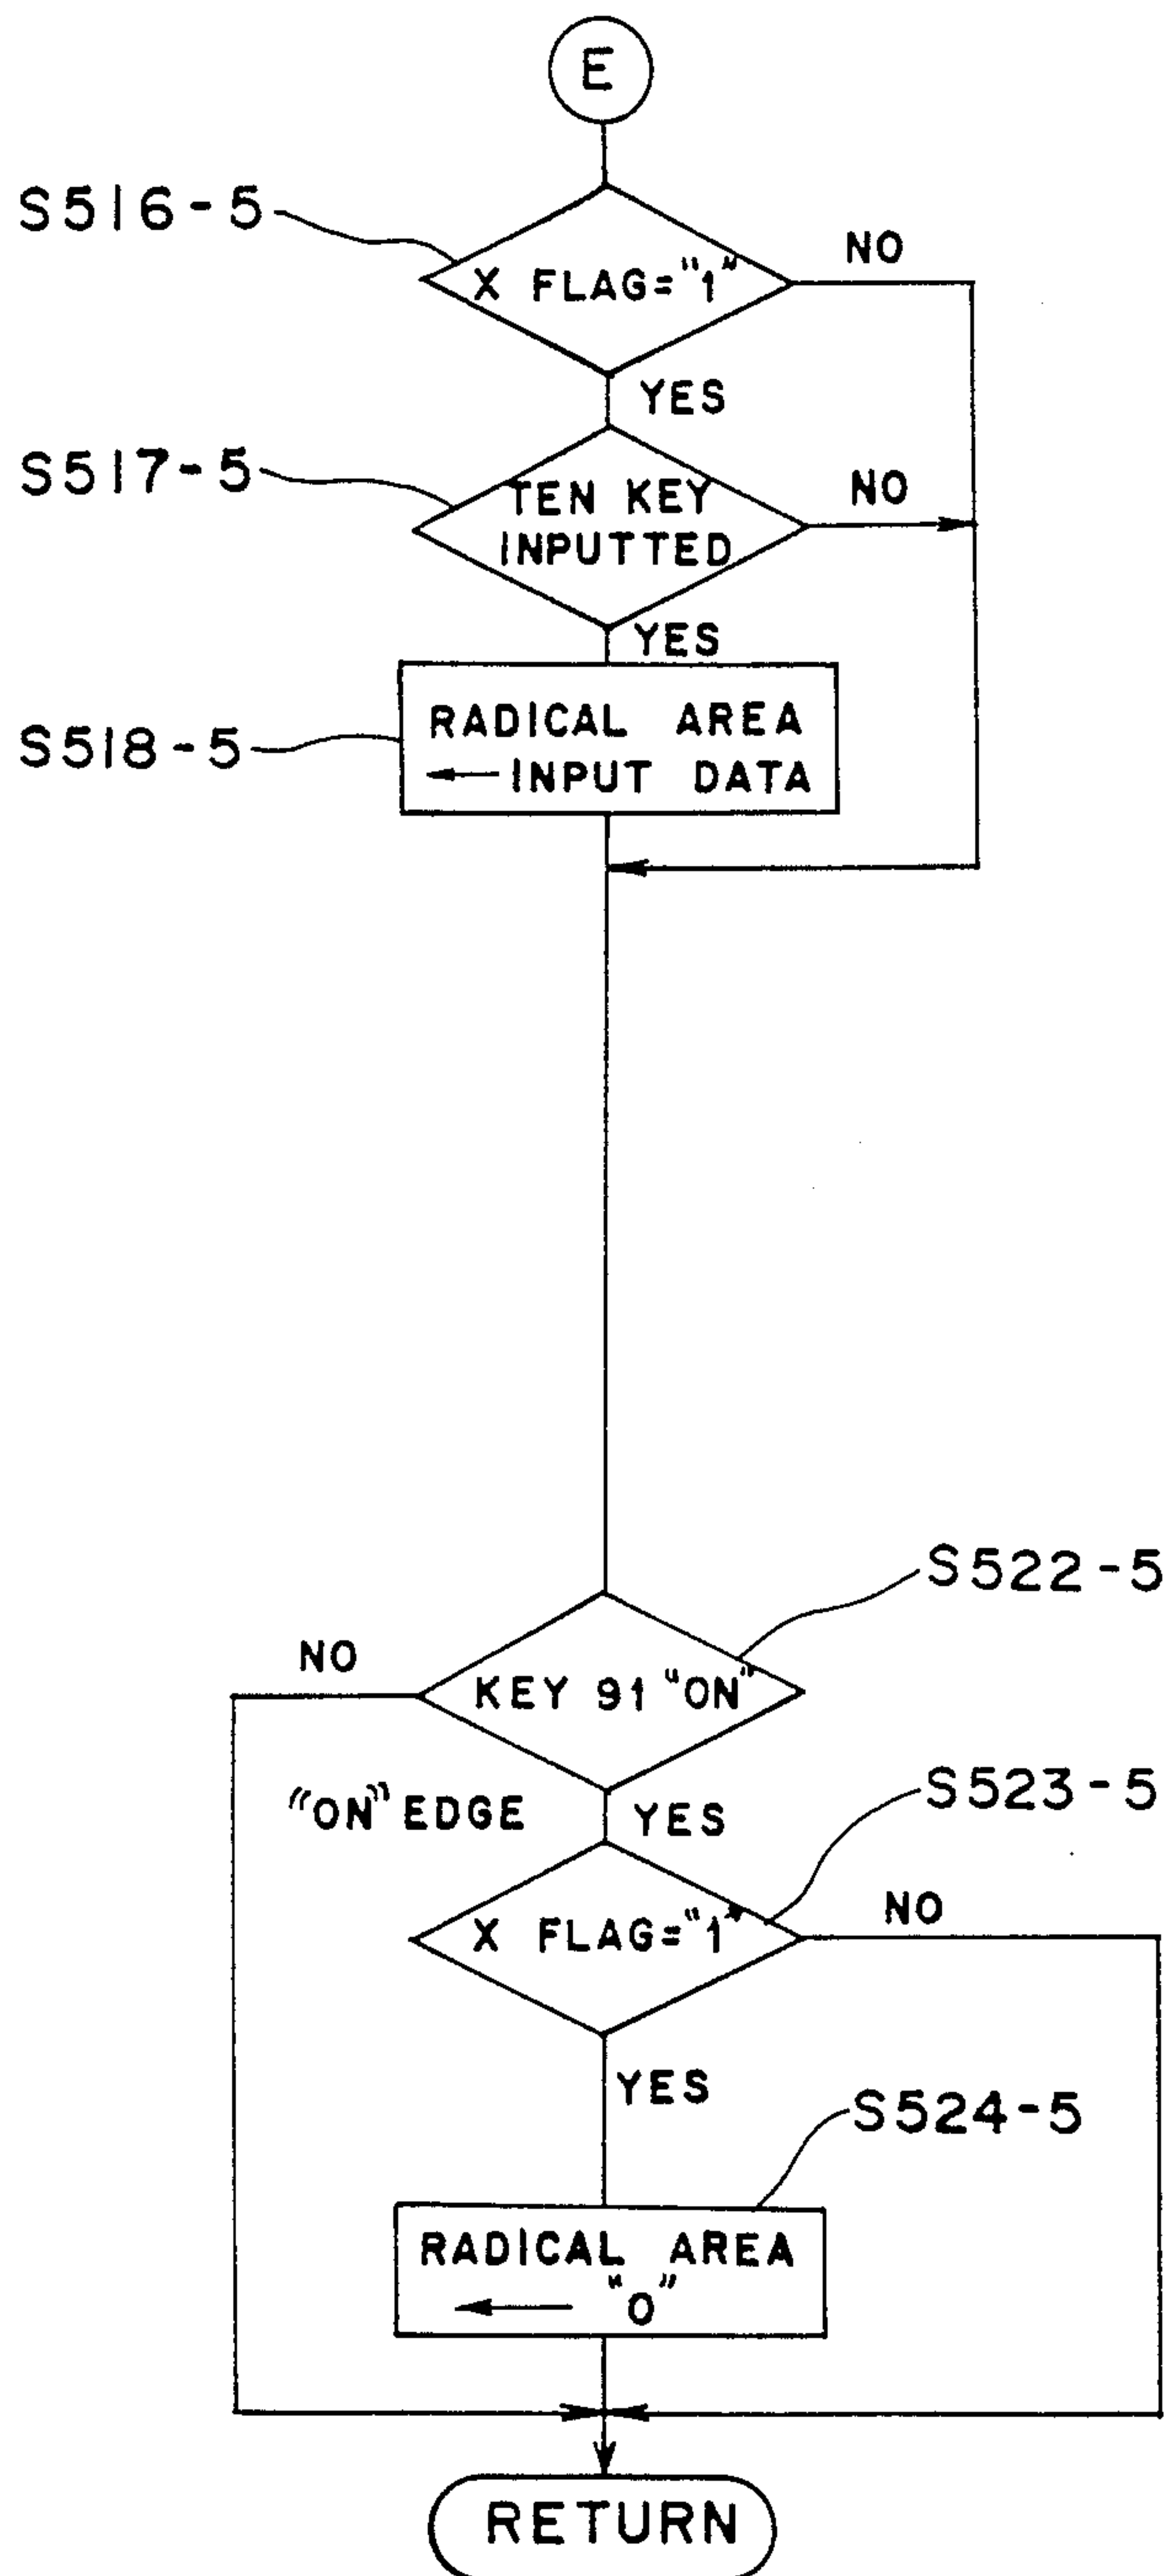 E
S516-5
X FLAG="1"
NO
YES
S517-5
TEN KEY
INPUTTED
NO
YES
S518-5
RADICAL AREA
← INPUT DATA
S522-5
NO
KEY 91 "ON"
"ON" EDGE
YES
S523-5
X FLAG="1"
NO
YES
S524-5
RADICAL AREA
← "0"
RETURN